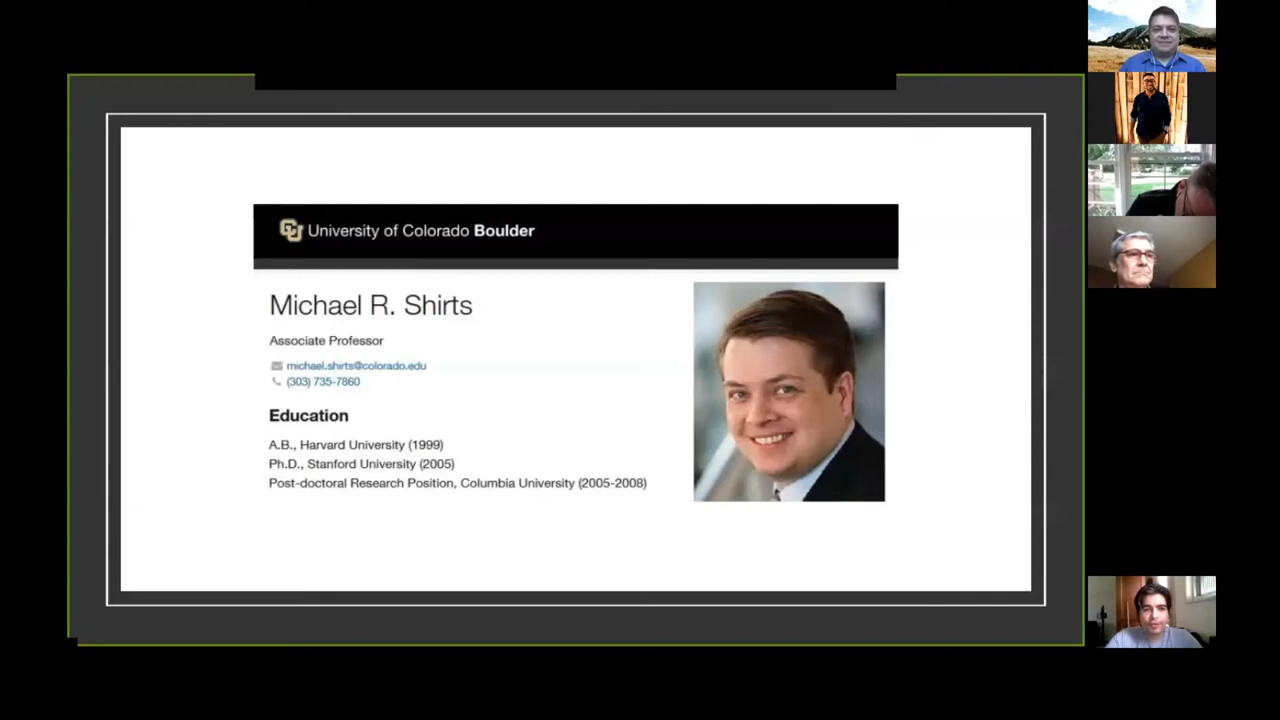 University of Colorado Boulder
Michael R. Shirts
Associate Professor
michael.shirts@colorado.edu
(303) 735-7860
Education
A.B., Harvard University (1999)
Ph.D., Stanford University (2005)
Post-doctoral Research Position, Columbia University (2005-2008)